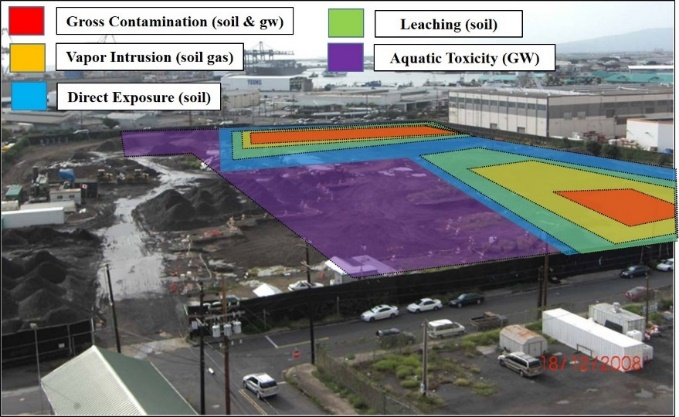 Gross Contamination (soil & gw)
Leaching (soil)
Vapor Intrusion (soil gas)
Aquatic Toxicity (GW)
Direct Exposure (soil)
18/12/2008